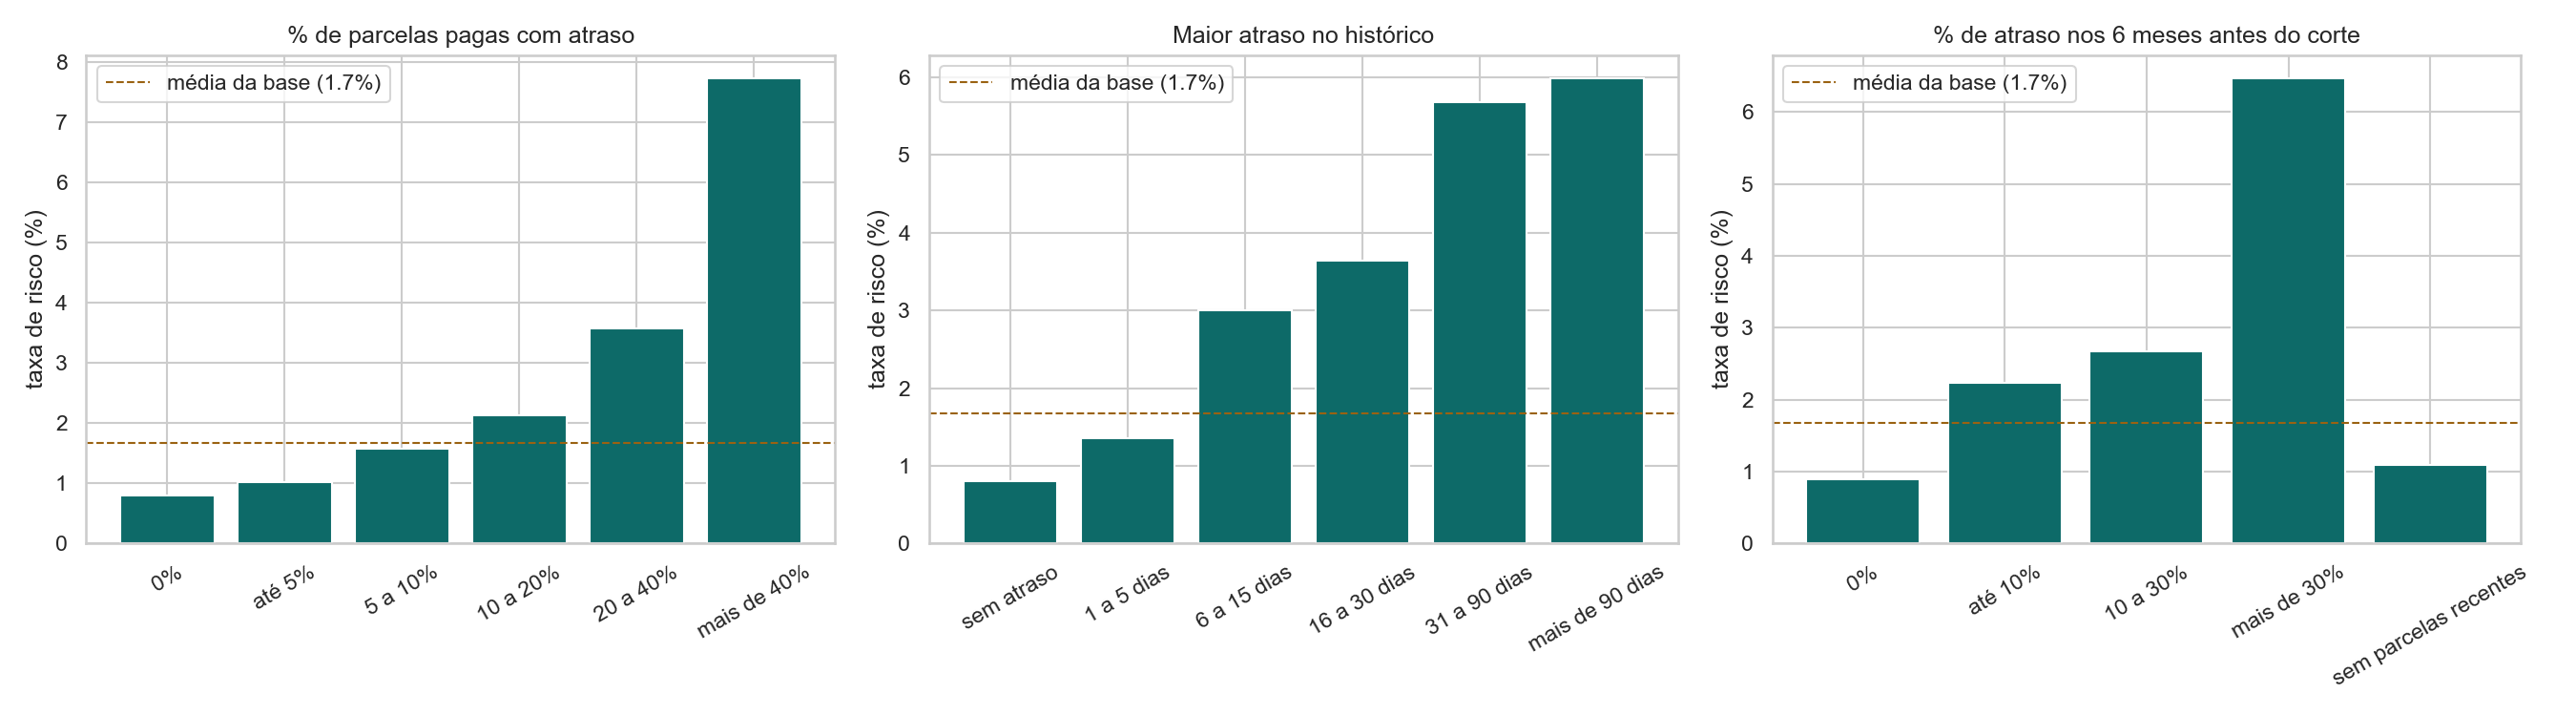 % de parcelas pagas com atraso
média da base (1.7%)
taxa de risco (%)
8
7
6
5
4
3
2
1
0
0%
até 5%
5 a 10%
10 a 20%
20 a 40%
mais de 40%
Maior atraso no histórico
média da base (1.7%)
taxa de risco (%)
6
5
4
3
2
1
0
sem atraso
1 a 5 dias
6 a 15 dias
16 a 30 dias
31 a 90 dias
mais de 90 dias
% de atraso nos 6 meses antes do corte
média da base (1.7%)
taxa de risco (%)
6
5
4
3
2
1
0
0%
até 10%
10 a 30%
mais de 30%
sem parcelas recentes